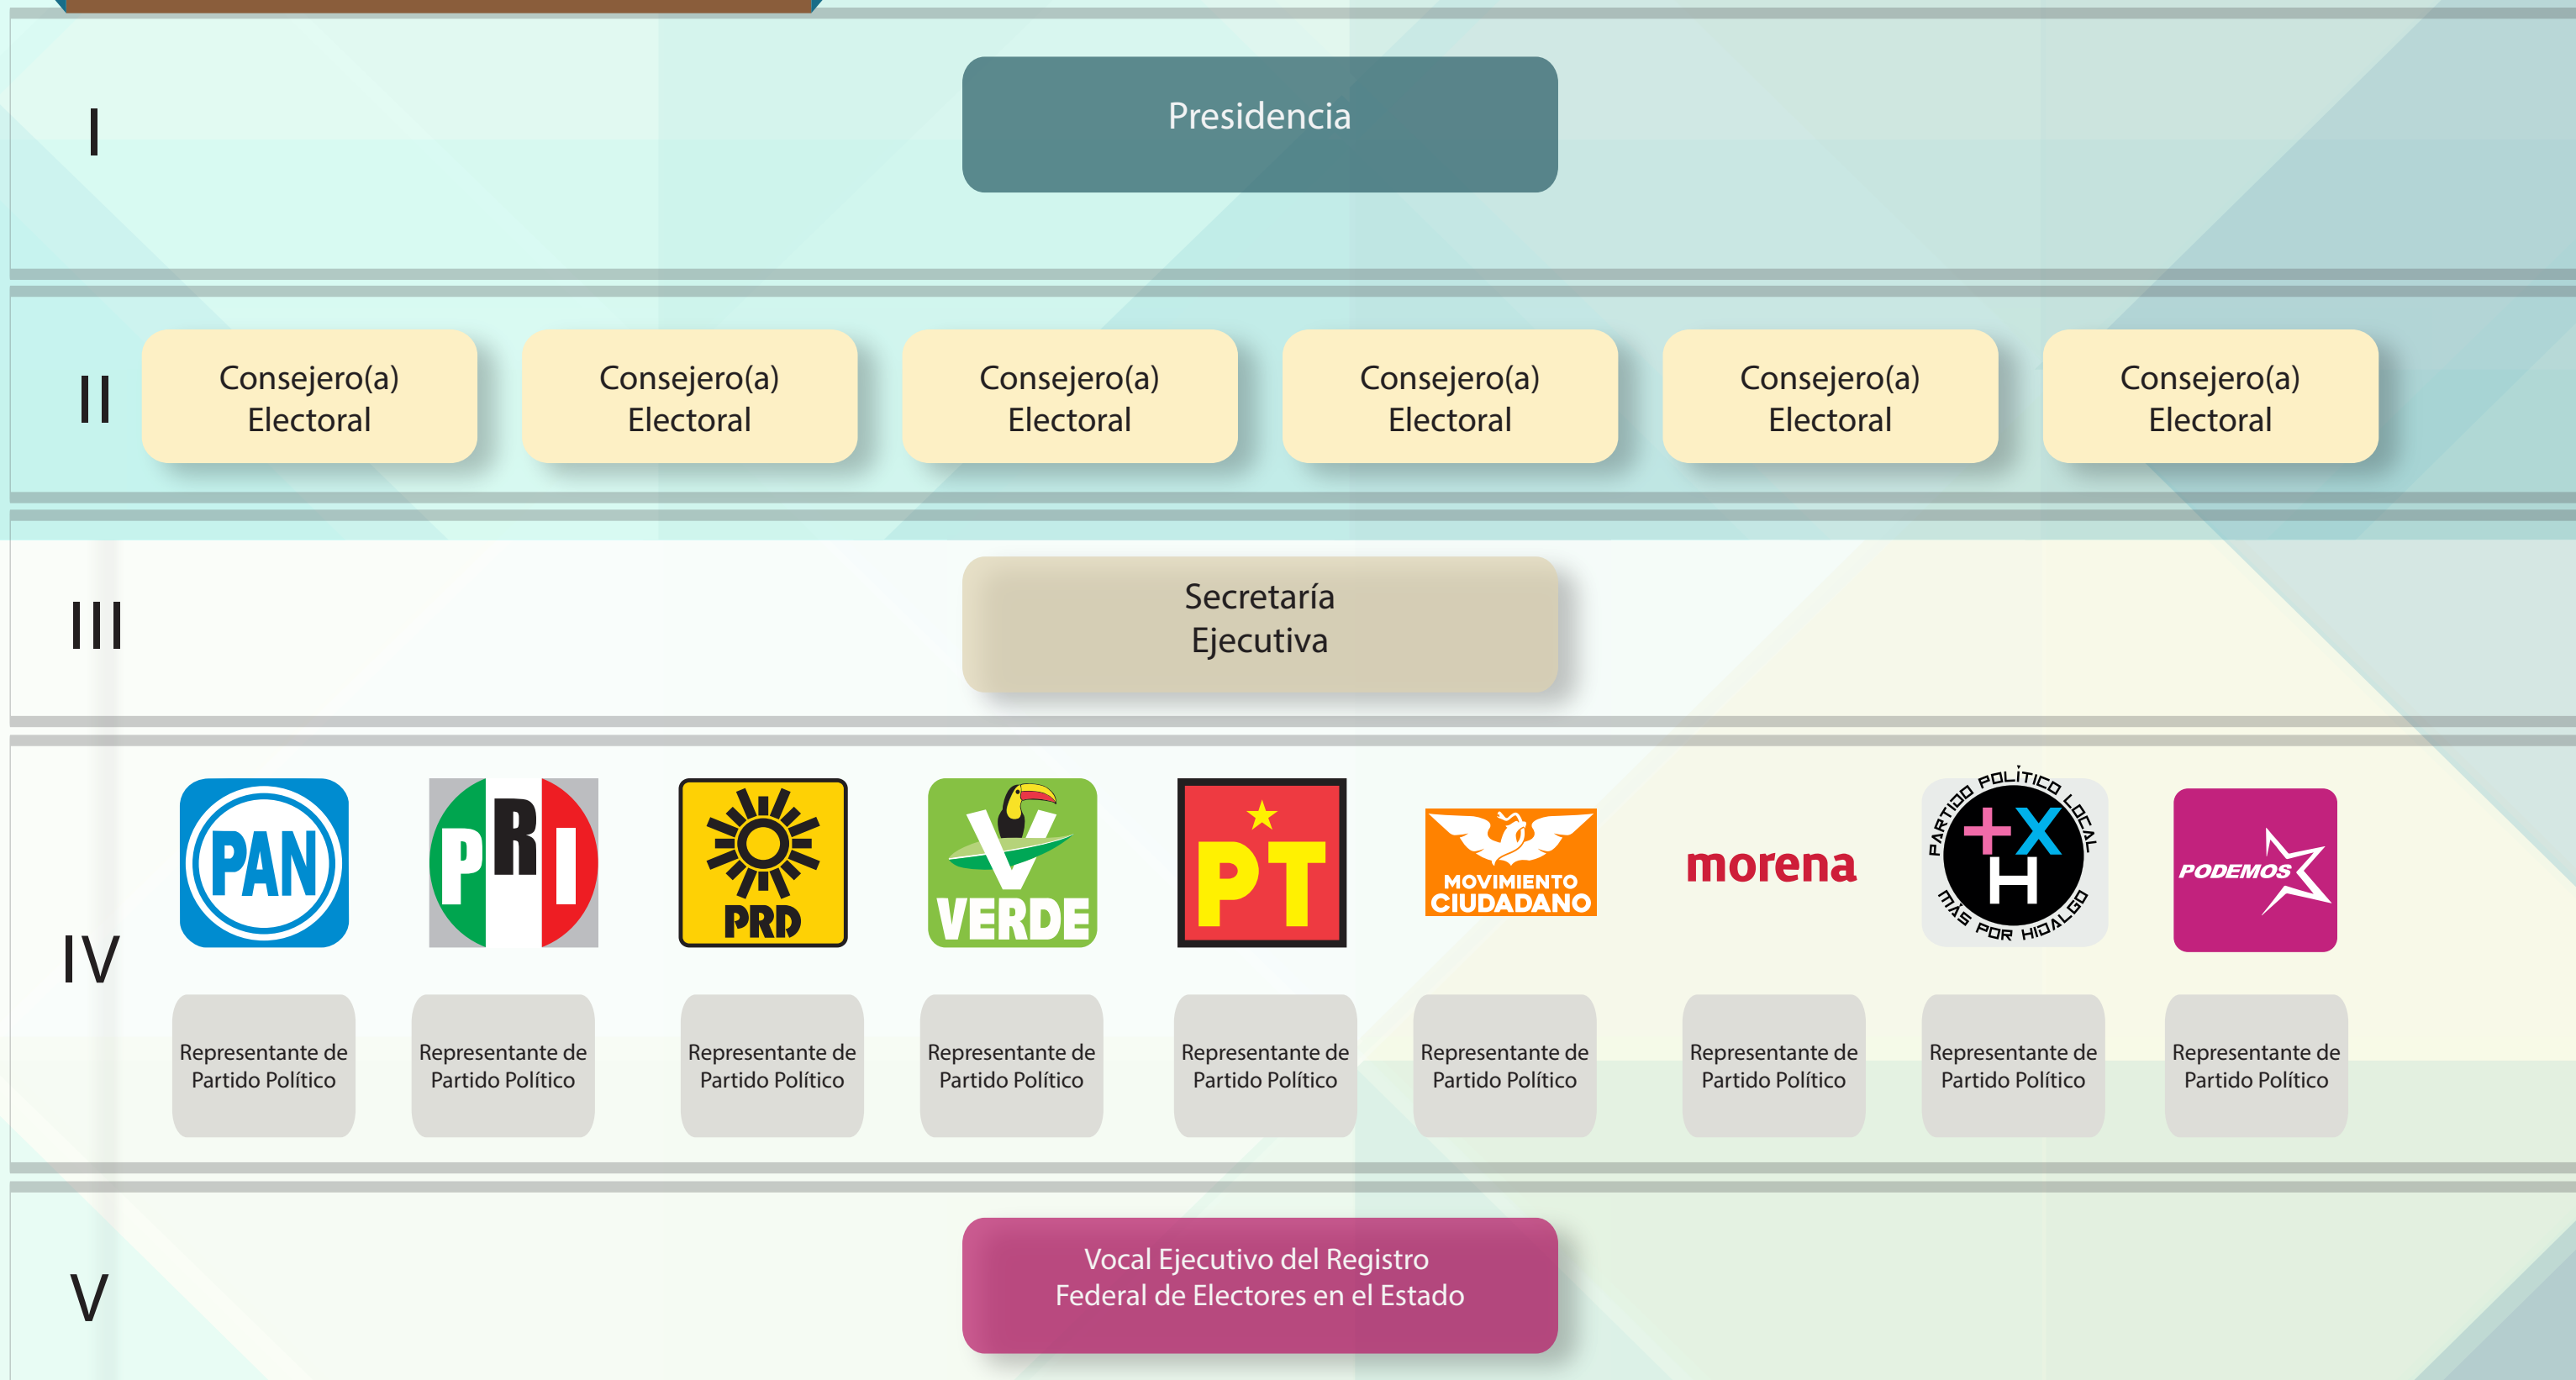 I
Presidencia
II
Consejero(a)
Electoral
Consejero(a)
Electoral
Consejero(a)
Electoral
Consejero(a)
Electoral
Consejero(a)
Electoral
Consejero(a)
Electoral
III
Secretaría
Ejecutiva
IV
PAN
PRI
PRD
VERDE
PT
MOVIMIENTO
CIUDADANO
morena
PARTIDO POLÍTICO LOCAL
+X
H
MÁS POR HIDALGO
PODEMOS
Representante de
Partido Político
Representante de
Partido Político
Representante de
Partido Político
Representante de
Partido Político
Representante de
Partido Político
Representante de
Partido Político
Representante de
Partido Político
Representante de
Partido Político
Representante de
Partido Político
V
Vocal Ejecutivo del Registro
Federal de Electores en el Estado